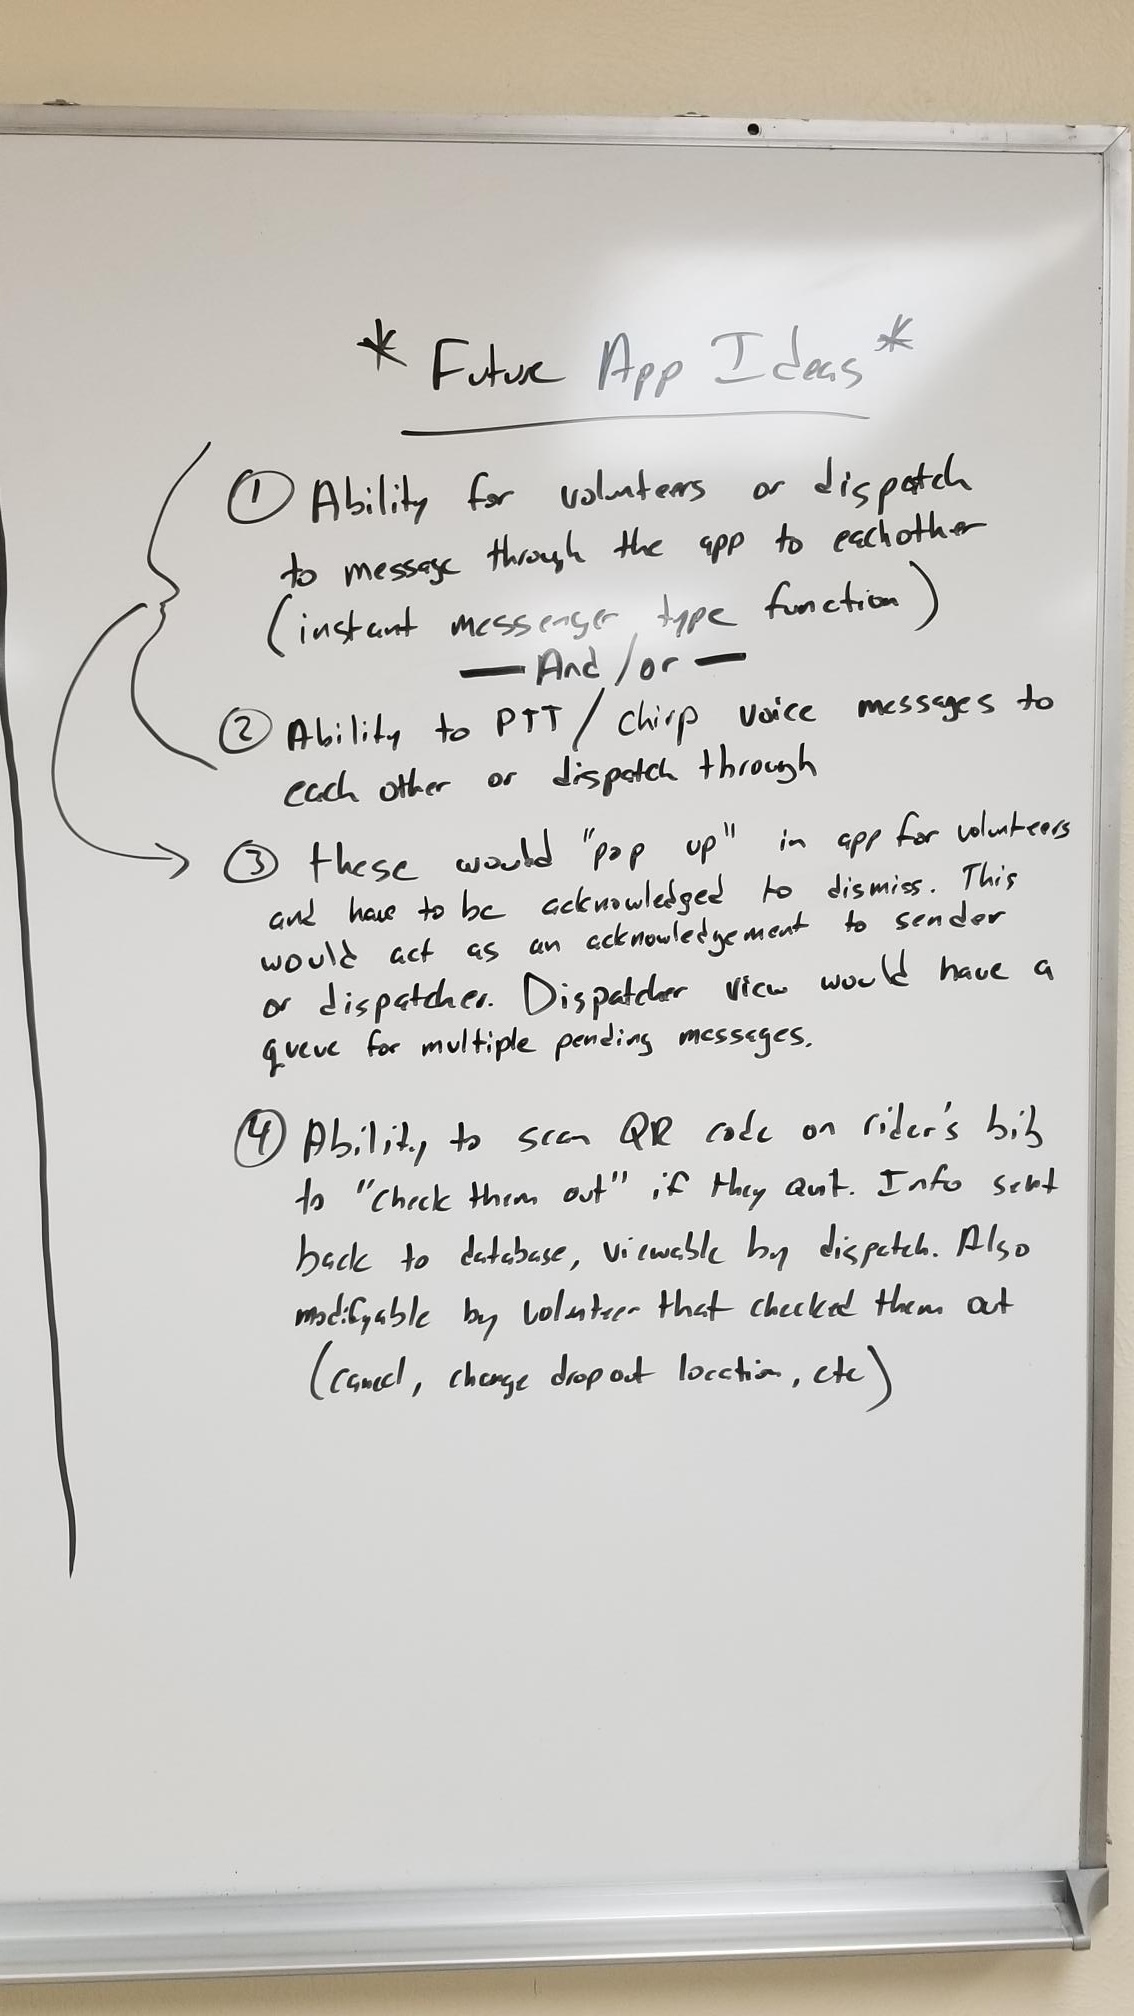 * Future App Ideas *
① Ability for volunteers or dispatch
to message through the app to eachother
(instant messenger type function)
— And/or —
② Ability to PTT / chirp voice messages to
each other or dispatch through
③ these would "pop up" in app for volunteers
and have to be acknowledged to dismiss. This
would act as an acknowledgement to sender
or dispatcher. Dispatcher view would have a
queue for multiple pending messages.
④ Ability to scan QR code on rider's bib
to "check them out" if they quit. Info sent
back to database, viewable by dispatch. Also
modifyable by volunteer that checked them out
(cancel, change drop out location, etc)